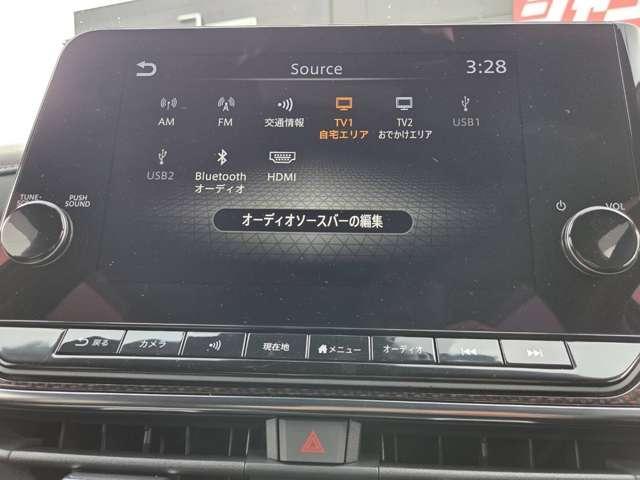 Source
3:28
AM
FM
交通情報
TV1
自宅エリア
TV2
おでかけエリア
USB1
USB2
Bluetooth
オーディオ
HDMI
オーディオソースバーの編集
PUSH
SOUND
VOL
戻る
カメラ
現在地
メニュー
オーディオ